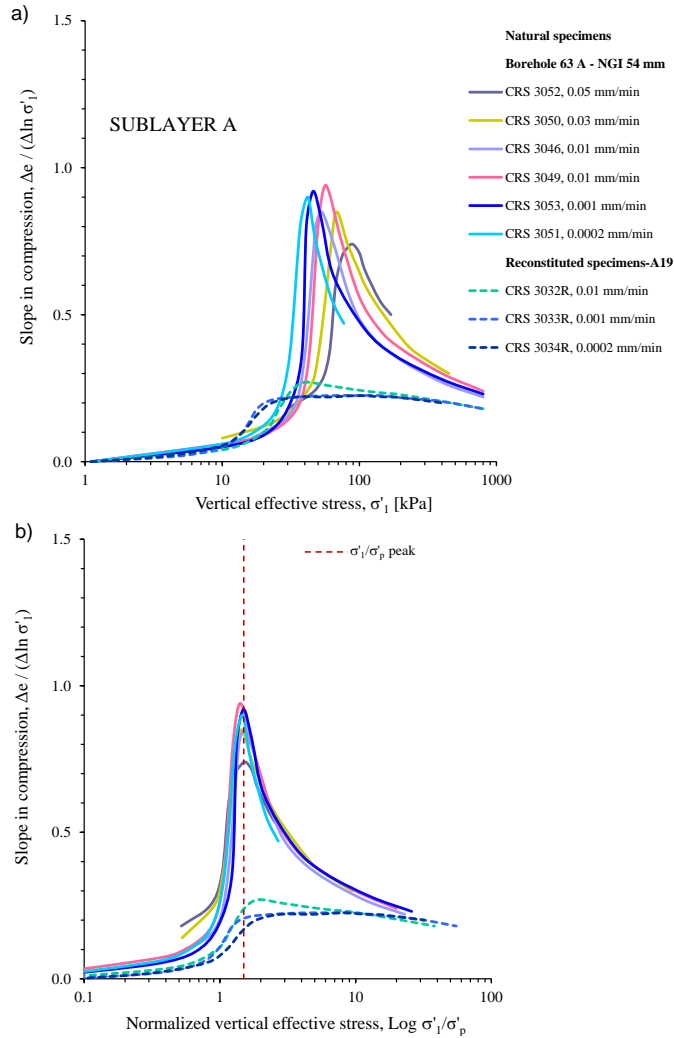 a)
1.5
1.0
0.5
0.0
Slope in compression, Δe / (Δln σ'1)
SUBLAYER A
1
10
100
1000
Vertical effective stress, σ'1 [kPa]
Natural specimens
Borehole 63 A - NGI 54 mm
CRS 3052, 0.05 mm/min
CRS 3050, 0.03 mm/min
CRS 3046, 0.01 mm/min
CRS 3049, 0.01 mm/min
CRS 3053, 0.001 mm/min
CRS 3051, 0.0002 mm/min
Reconstituted specimens-A19
CRS 3032R, 0.01 mm/min
CRS 3033R, 0.001 mm/min
CRS 3034R, 0.0002 mm/min
b)
1.5
1.0
0.5
0.0
Slope in compression, Δe / (Δln σ'1)
σ'1/σ'p peak
0.1
1
10
100
Normalized vertical effective stress, Log σ'1/σ'p